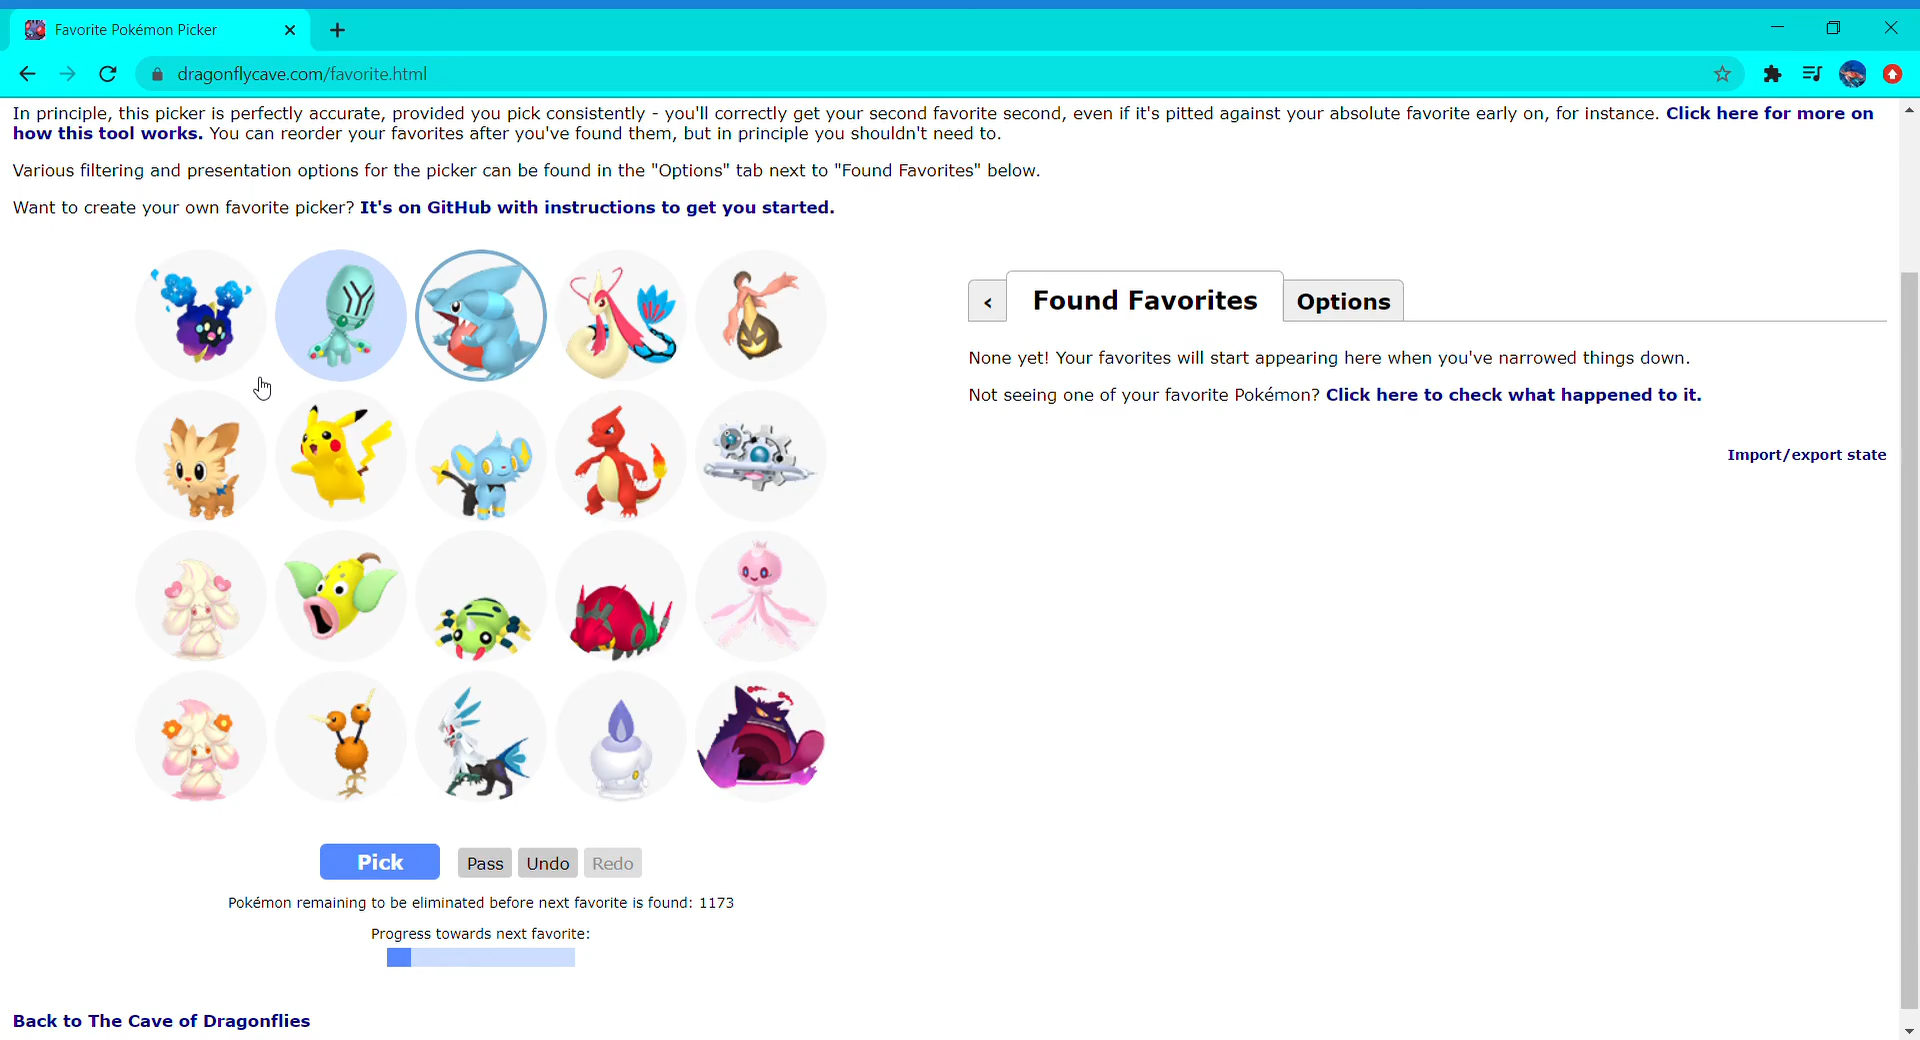 Favorite Pokémon Picker
dragonflycave.com/favorite.html
In principle, this picker is perfectly accurate, provided you pick consistently - you'll correctly get your second favorite second, even if it's pitted against your absolute favorite early on, for instance. Click here for more on
how this tool works. You can reorder your favorites after you've found them, but in principle you shouldn't need to.
Various filtering and presentation options for the picker can be found in the "Options" tab next to "Found Favorites" below.
Want to create your own favorite picker? It's on GitHub with instructions to get you started.
‹ Found Favorites Options
None yet! Your favorites will start appearing here when you've narrowed things down.
Not seeing one of your favorite Pokémon? Click here to check what happened to it.
Import/export state
Pick Pass Undo Redo
Pokémon remaining to be eliminated before next favorite is found: 1173
Progress towards next favorite:
Back to The Cave of Dragonflies